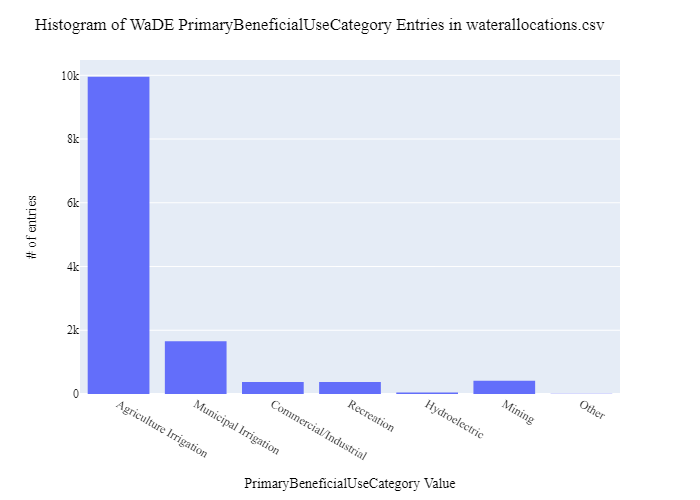 Histogram of WaDE PrimaryBeneficialUseCategory Entries in waterallocations.csv
10k
8k
6k
4k
2k
0
# of entries
Agriculture Irrigation
Municipal Irrigation
Commercial/Industrial
Recreation
Hydroelectric
Mining
Other
PrimaryBeneficialUseCategory Value